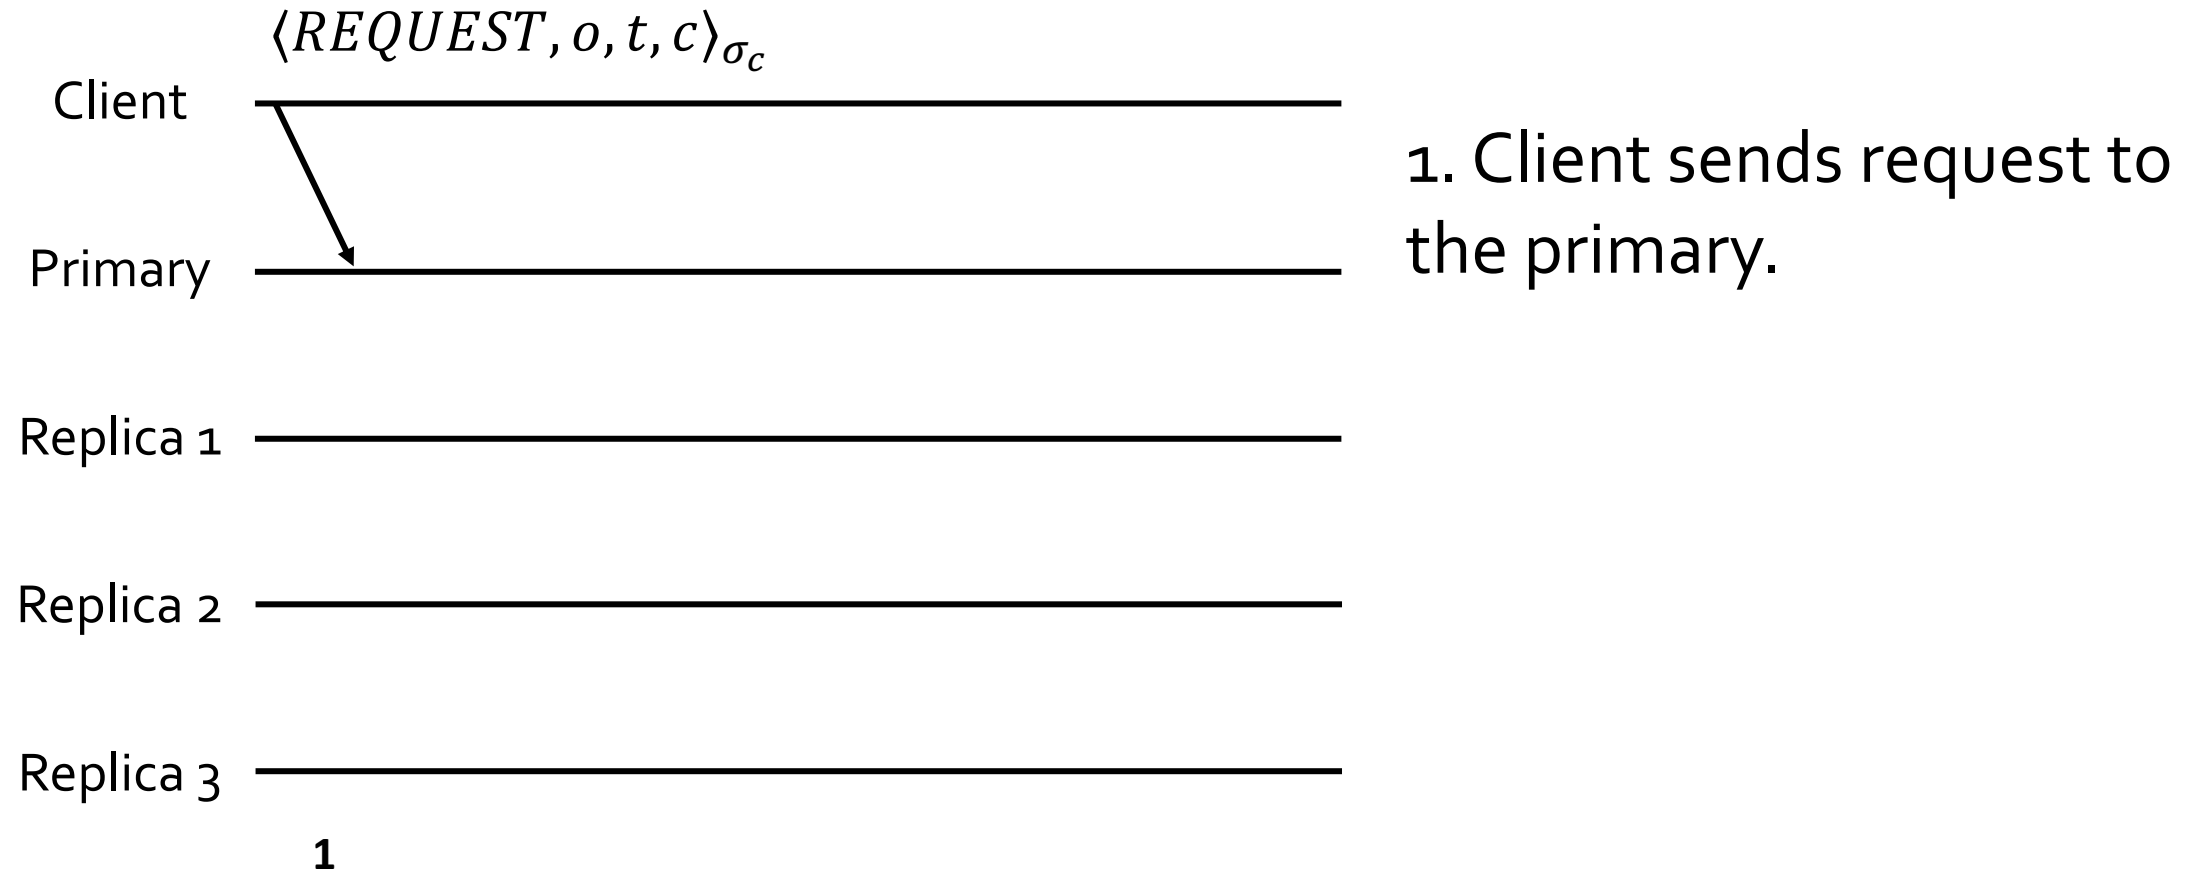 ⟨REQUEST, o, t, c⟩σc
Client
1. Client sends request to
the primary.
Primary
Replica 1
Replica 2
Replica 3
1